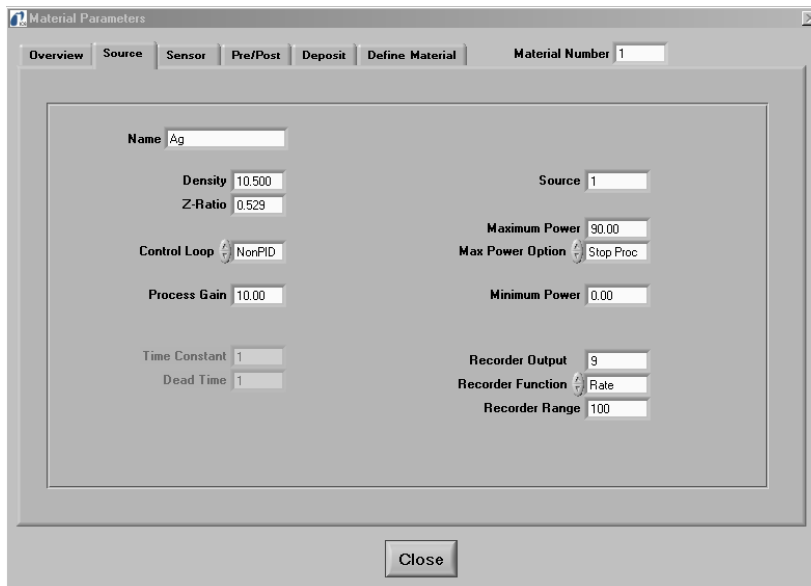 Material Parameters
Overview Source Sensor Pre/Post Deposit Define Material Material Number 1
Name Ag
Density 10.500 Source 1
Z-Ratio 0.529
Maximum Power 90.00
Control Loop NonPID Max Power Option Stop Proc
Process Gain 10.00 Minimum Power 0.00
Time Constant 1 Recorder Output 9
Dead Time 1 Recorder Function Rate
Recorder Range 100
Close